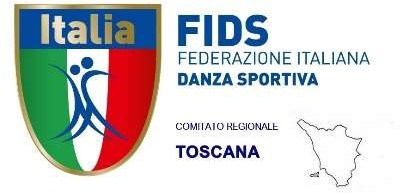 Italia
FIDS
FEDERAZIONE ITALIANA
DANZA SPORTIVA
COMITATO REGIONALE
TOSCANA